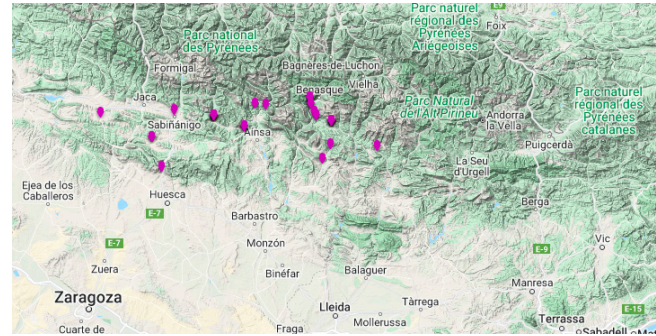 E9
Foix
Parc naturel
régional des
Pyrénées
Ariégeoises
Parc national
des Pyrénées
Bagnères-de-Luchon
Formigal
Vielha
Benasque
Jaca
Parc Natural
de l'Alt Pirineu
Andorra
la Vella
Parc naturel
régional des
Pyrénées
catalanes
Sabiñánigo
Aínsa
Puigcerdà
La Seu
d'Urgell
Ejea de los
Caballeros
Huesca
Berga
E-7
Barbastro
Vic
E-7
Monzón
E-9
Zuera
Binéfar
Balaguer
Manresa
Zaragoza
Lleida
Tàrrega
E-15
Mollerussa
Terrassa
Sabadell
Cuarte de
Fraga